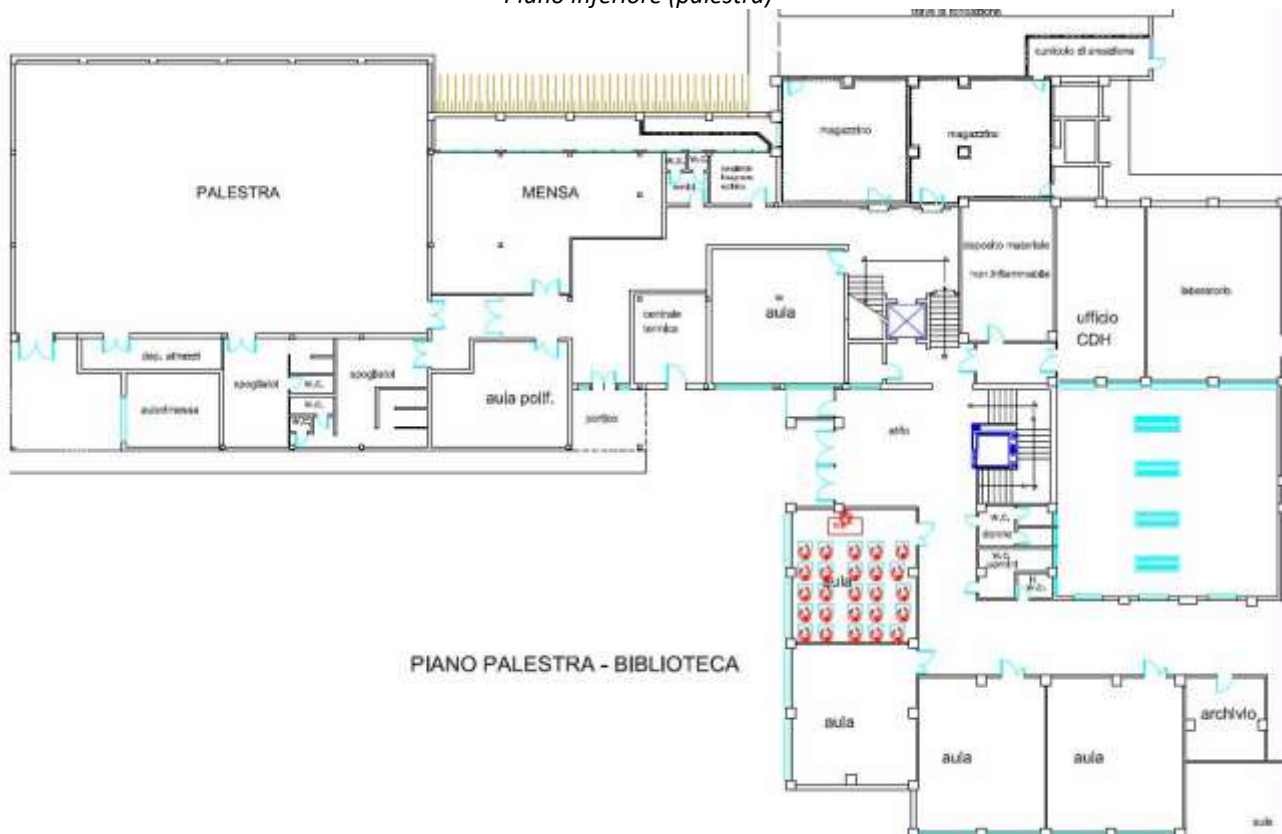 Piano inferiore (palestra)
cunicolo di areazione
magazzino
magazzino
PALESTRA
MENSA
w.c.
w.c.
deposito materiale
non infiammabile
laboratorio
centrale
termica
aula
ufficio
CDH
dep. attrezzi
spogliatoi
spogliatoi
w.c.
w.c.
w.c.
autorimessa
aula polif.
portico
atrio
w.c.
donne
w.c.
uomini
H
w.c.
aula
PIANO PALESTRA - BIBLIOTECA
aula
aula
aula
archivio
aula